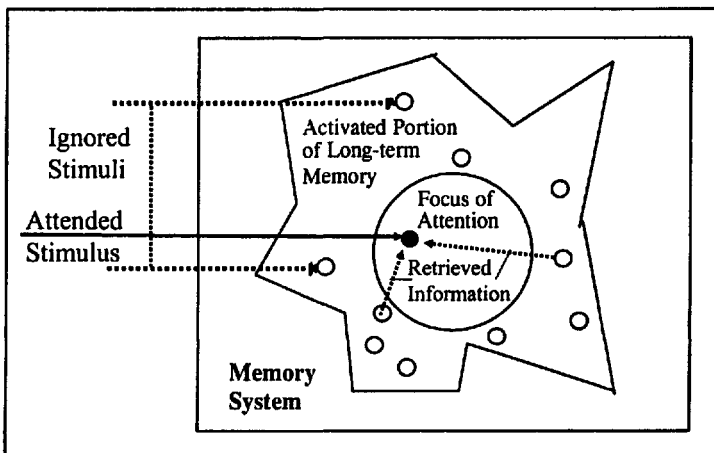 Ignored
Stimuli
Attended
Stimulus
Activated Portion
of Long-term
Memory
Focus of
Attention
Retrieved
Information
Memory
System